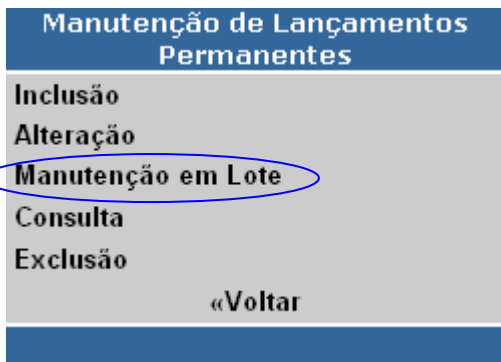 Manutenção de Lançamentos
Permanentes
Inclusão
Alteração
Manutenção em Lote
Consulta
Exclusão
«Voltar